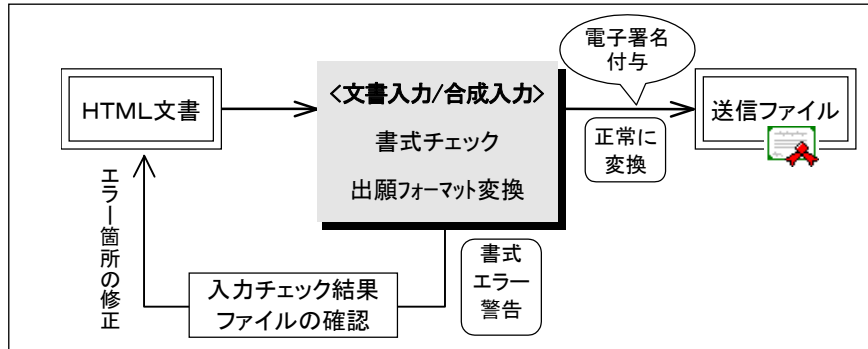 電子署名
付与
HTML文書
<文書入力/合成入力>
書式チェック
出願フォーマット変換
正常に
変換
送信ファイル
エラー箇所の修正
入力チェック結果
ファイルの確認
書式
エラー
警告